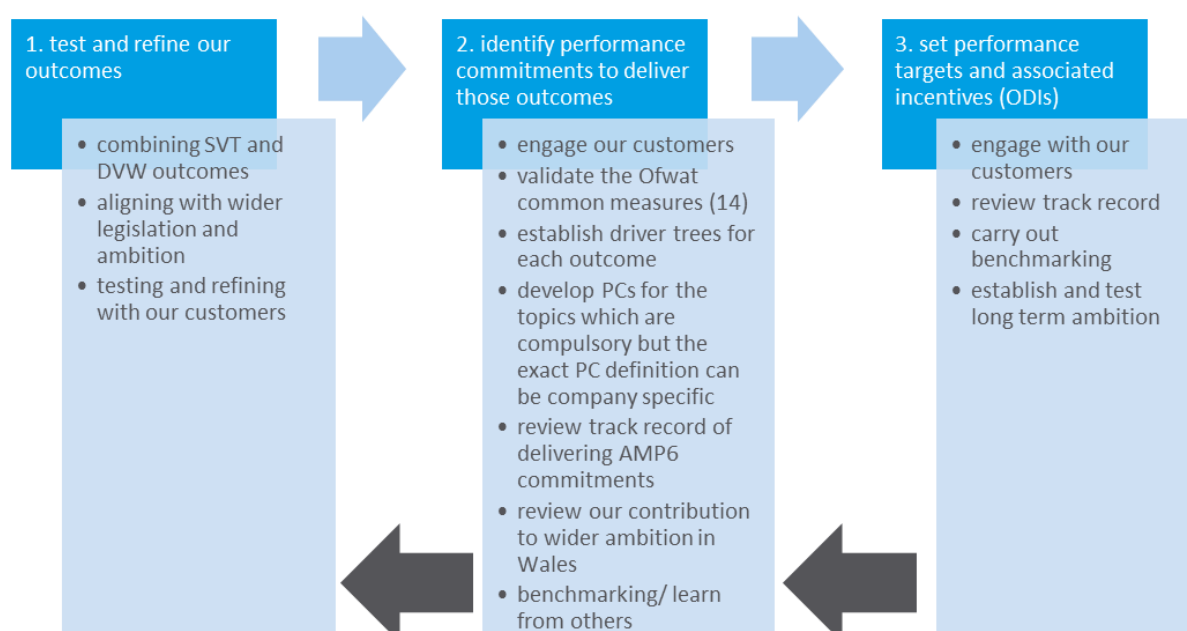 1. test and refine our
outcomes
• combining SVT and
DVW outcomes
• aligning with wider
legislation and
ambition
• testing and refining
with our customers
2. identify performance
commitments to deliver
those outcomes
• engage our customers
• validate the Ofwat
common measures (14)
• establish driver trees for
each outcome
• develop PCs for the
topics which are
compulsory but the
exact PC definition can
be company specific
• review track record of
delivering AMP6
commitments
• review our contribution
to wider ambition in
Wales
• benchmarking/ learn
from others
3. set performance
targets and associated
incentives (ODIs)
• engage with our
customers
• review track record
• carry out
benchmarking
• establish and test
long term ambition